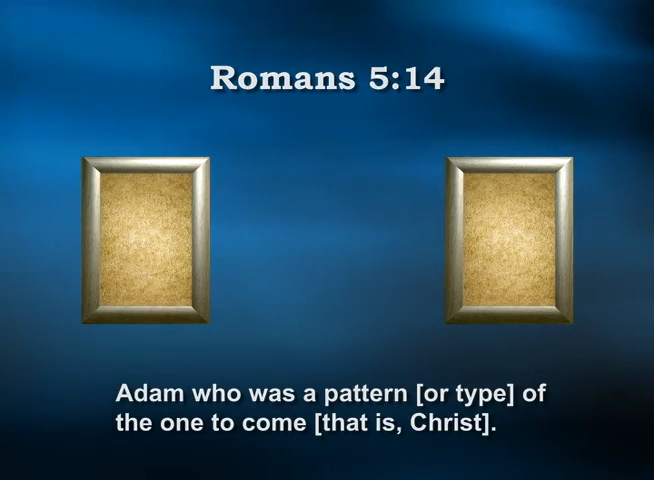 Romans 5:14
Adam who was a pattern [or type] of
the one to come [that is, Christ].